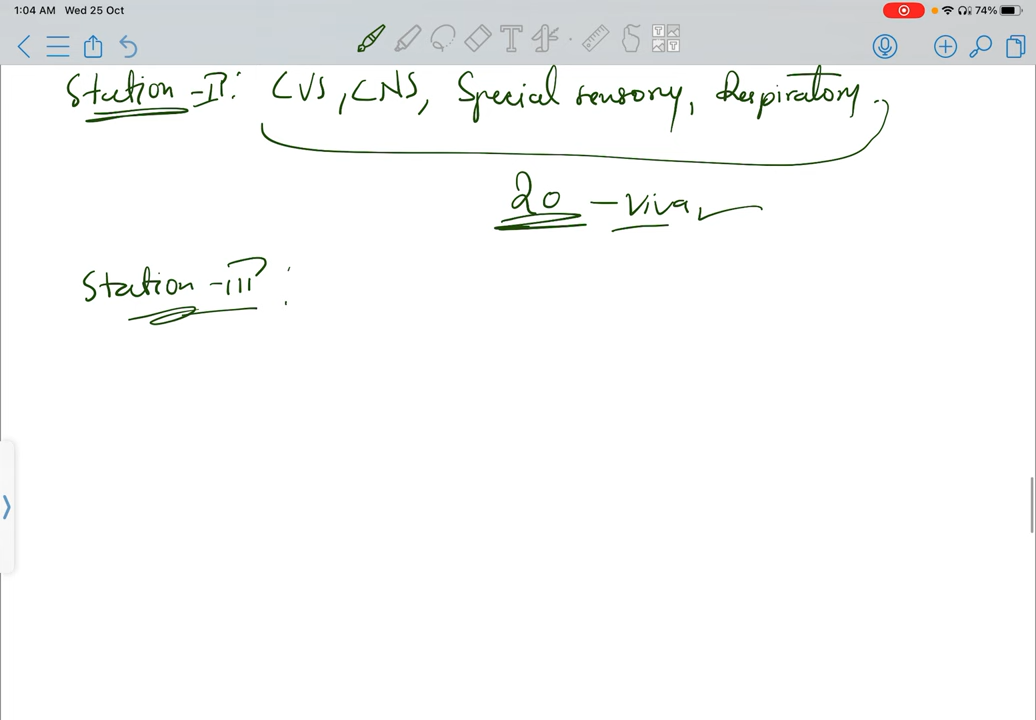 1:04 AM Wed 25 Oct 74%
Station -II: CVS, CNS, Special sensory, Respiratory.
20 - Viva
Station -III :